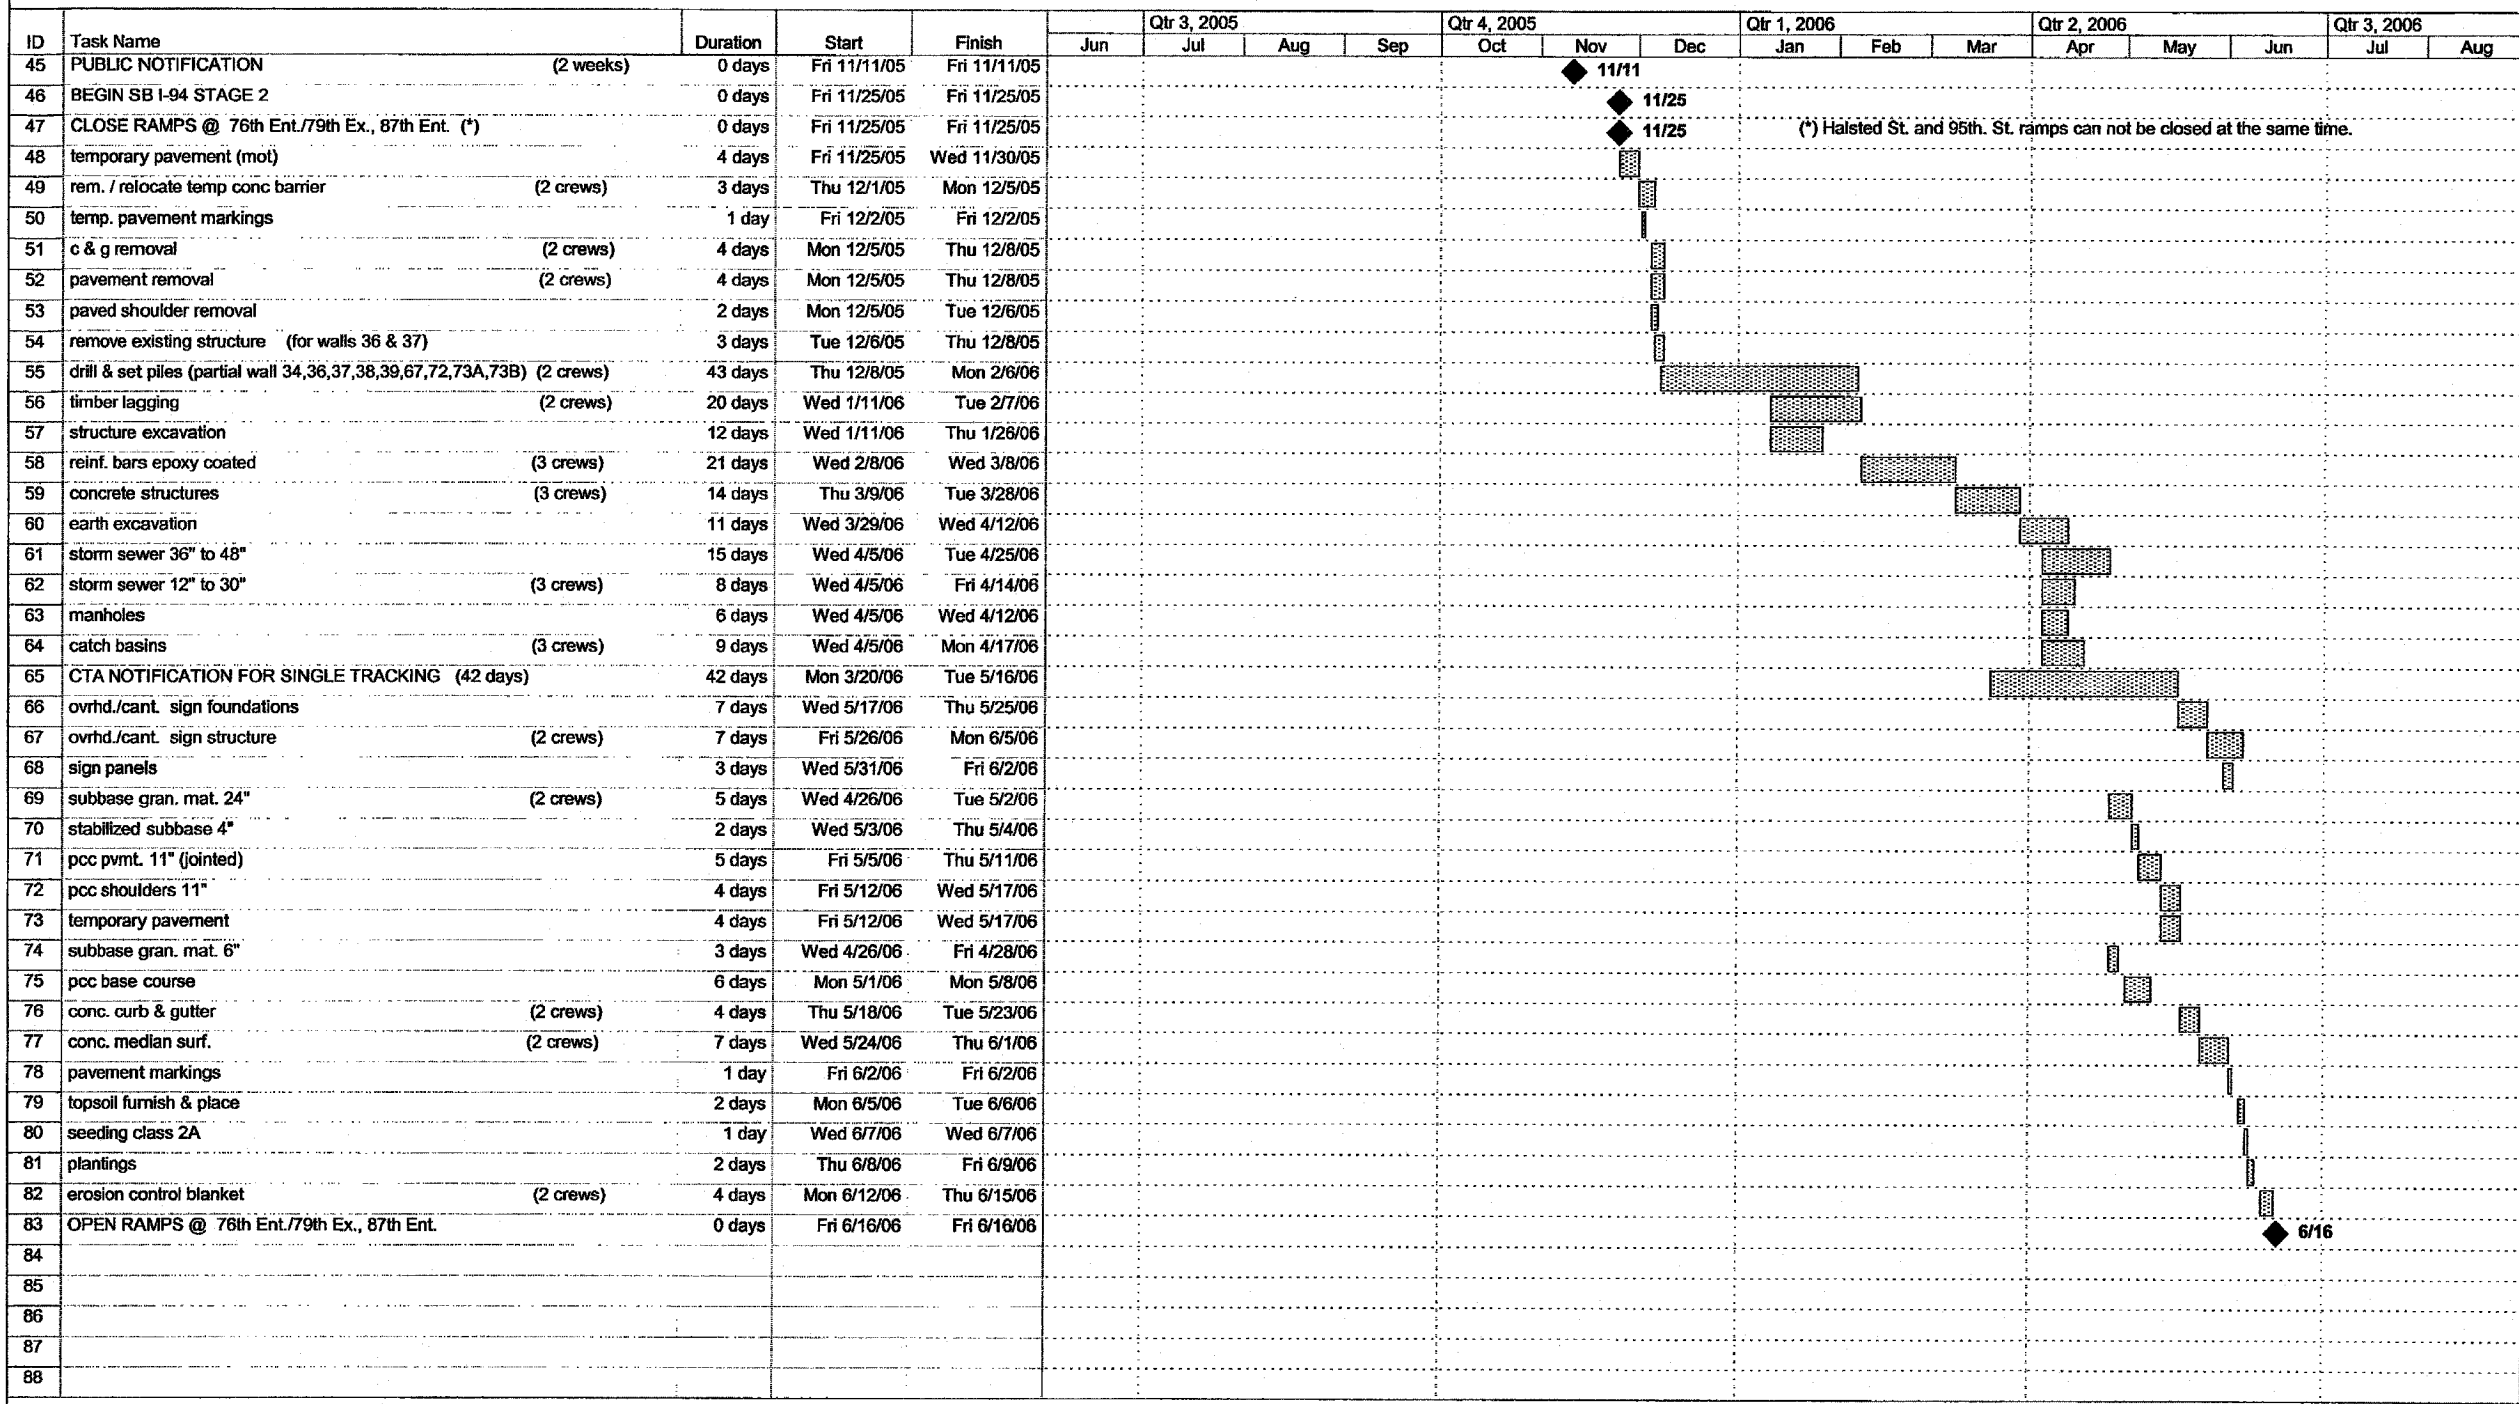 Qtr 3, 2005 Qtr 4, 2005 Qtr 1, 2006 Qtr 2, 2006 Qtr 3, 2006
ID Task Name Duration Start Finish Jun Jul Aug Sep Oct Nov Dec Jan Feb Mar Apr May Jun Jul Aug
45 PUBLIC NOTIFICATION (2 weeks) 0 days Fri 11/11/05 Fri 11/11/05 11/11
46 BEGIN SB I-94 STAGE 2 0 days Fri 11/25/05 Fri 11/25/05 11/25
47 CLOSE RAMPS @ 76th Ent./79th Ex., 87th Ent. (*) 0 days Fri 11/25/05 Fri 11/25/05 11/25 (*) Halsted St. and 95th. St. ramps can not be closed at the same time.
48 temporary pavement (mot) 4 days Fri 11/25/05 Wed 11/30/05
49 rem. / relocate temp conc barrier (2 crews) 3 days Thu 12/1/05 Mon 12/5/05
50 temp. pavement markings 1 day Fri 12/2/05 Fri 12/2/05
51 c & g removal (2 crews) 4 days Mon 12/5/05 Thu 12/8/05
52 pavement removal (2 crews) 4 days Mon 12/5/05 Thu 12/8/05
53 paved shoulder removal 2 days Mon 12/5/05 Tue 12/6/05
54 remove existing structure (for walls 36 & 37) 3 days Tue 12/6/05 Thu 12/8/05
55 drill & set piles (partial wall 34,36,37,38,39,67,72,73A,73B) (2 crews) 43 days Thu 12/8/05 Mon 2/6/06
56 timber lagging (2 crews) 20 days Wed 1/11/06 Tue 2/7/06
57 structure excavation 12 days Wed 1/11/06 Thu 1/26/06
58 reinf. bars epoxy coated (3 crews) 21 days Wed 2/8/06 Wed 3/8/06
59 concrete structures (3 crews) 14 days Thu 3/9/06 Tue 3/28/06
60 earth excavation 11 days Wed 3/29/06 Wed 4/12/06
61 storm sewer 36" to 48" 15 days Wed 4/5/06 Tue 4/25/06
62 storm sewer 12" to 30" (3 crews) 8 days Wed 4/5/06 Fri 4/14/06
63 manholes 6 days Wed 4/5/06 Wed 4/12/06
64 catch basins (3 crews) 9 days Wed 4/5/06 Mon 4/17/06
65 CTA NOTIFICATION FOR SINGLE TRACKING (42 days) 42 days Mon 3/20/06 Tue 5/16/06
66 ovrhd./cant. sign foundations 7 days Wed 5/17/06 Thu 5/25/06
67 ovrhd./cant. sign structure (2 crews) 7 days Fri 5/26/06 Mon 6/5/06
68 sign panels 3 days Wed 5/31/06 Fri 6/2/06
69 subbase gran. mat. 24" (2 crews) 5 days Wed 4/26/06 Tue 5/2/06
70 stabilized subbase 4" 2 days Wed 5/3/06 Thu 5/4/06
71 pcc pvmt. 11" (jointed) 5 days Fri 5/5/06 Thu 5/11/06
72 pcc shoulders 11" 4 days Fri 5/12/06 Wed 5/17/06
73 temporary pavement 4 days Fri 5/12/06 Wed 5/17/06
74 subbase gran. mat. 6" 3 days Wed 4/26/06 Fri 4/28/06
75 pcc base course 6 days Mon 5/1/06 Mon 5/8/06
76 conc. curb & gutter (2 crews) 4 days Thu 5/18/06 Tue 5/23/06
77 conc. median surf. (2 crews) 7 days Wed 5/24/06 Thu 6/1/06
78 pavement markings 1 day Fri 6/2/06 Fri 6/2/06
79 topsoil furnish & place 2 days Mon 6/5/06 Tue 6/6/06
80 seeding class 2A 1 day Wed 6/7/06 Wed 6/7/06
81 plantings 2 days Thu 6/8/06 Fri 6/9/06
82 erosion control blanket (2 crews) 4 days Mon 6/12/06 Thu 6/15/06
83 OPEN RAMPS @ 76th Ent./79th Ex., 87th Ent. 0 days Fri 6/16/06 Fri 6/16/06 6/16
84
85
86
87
88